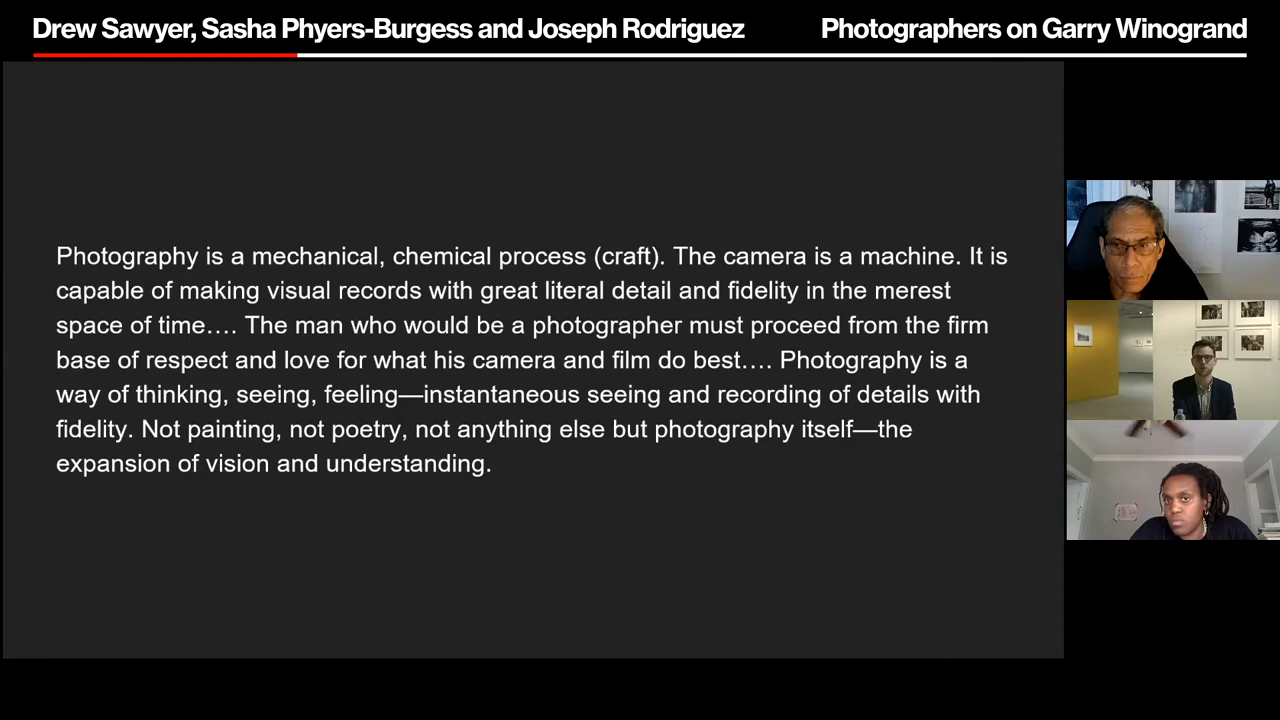 Drew Sawyer, Sasha Phyers-Burgess and Joseph Rodriguez
Photographers on Garry Winogrand
Photography is a mechanical, chemical process (craft). The camera is a machine. It is
capable of making visual records with great literal detail and fidelity in the merest
space of time…. The man who would be a photographer must proceed from the firm
base of respect and love for what his camera and film do best…. Photography is a
way of thinking, seeing, feeling—instantaneous seeing and recording of details with
fidelity. Not painting, not poetry, not anything else but photography itself—the
expansion of vision and understanding.